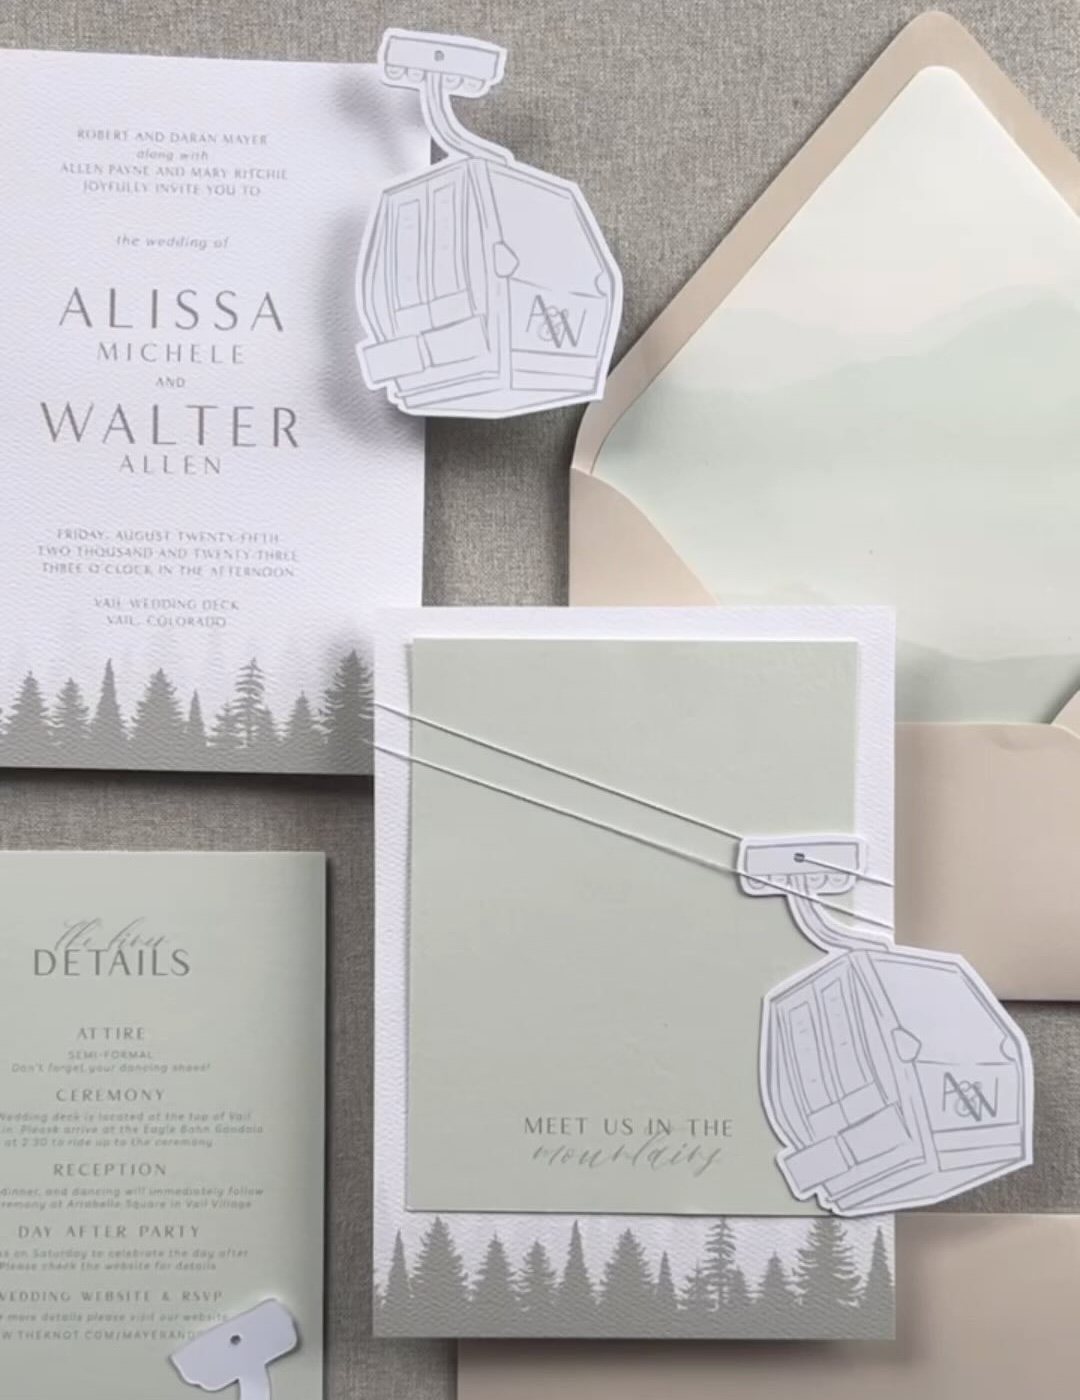 ROBERT AND DARAN MAYER
along with
ALLEN PAYNE AND MARY RITCHIE
JOYFULLY INVITE YOU TO
the wedding of
ALISSA
MICHELE
AND
WALTER
ALLEN
FRIDAY, AUGUST TWENTY-FIFTH
TWO THOUSAND AND TWENTY-THREE
THREE O'CLOCK IN THE AFTERNOON
VAIL WEDDING DECK
VAIL, COLORADO
A&W
MEET US IN THE
mountains
A&W
the finer
DETAILS
ATTIRE
SEMI-FORMAL
Don't forget your dancing shoes!
CEREMONY
Wedding deck is located at the top of Vail
Please arrive at the Eagle Bahn Gondola
at 2:30 to ride up to the ceremony
RECEPTION
dinner, and dancing will immediately follow
at Arrabelle Square in Vail Village
DAY AFTER PARTY
on Saturday to celebrate the day after
Please check the website for details
WEDDING WEBSITE & RSVP
more details please visit our website
THEKNOT.COM/MAYERAND